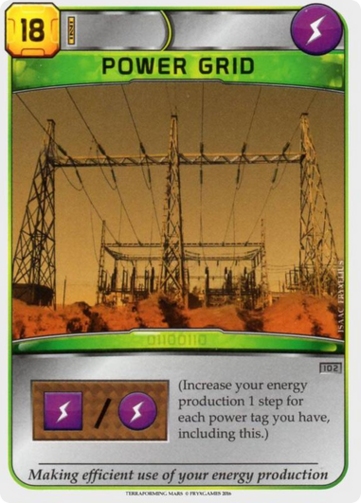 18
POWER GRID
01100110
ISAAC FRYXELIUS
102
(Increase your energy
production 1 step for
each power tag you have,
including this.)
/
Making efficient use of your energy production
TERRAFORMING MARS © FRYXGAMES 2016